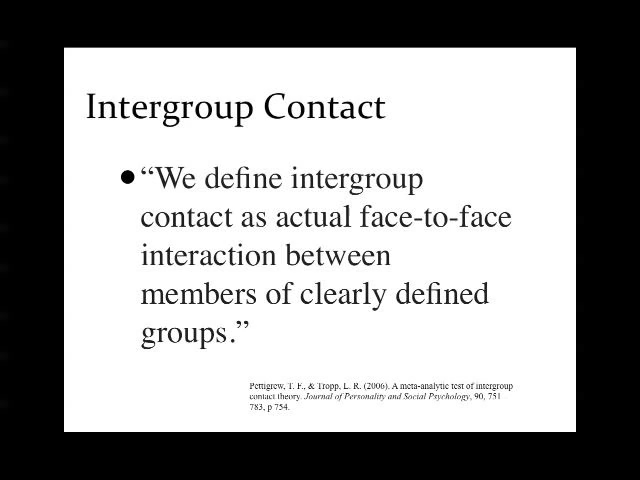 Intergroup Contact
•“We define intergroup
contact as actual face-to-face
interaction between
members of clearly defined
groups.”
Pettigrew, T. F., & Tropp, L. R. (2006). A meta-analytic test of intergroup
contact theory. Journal of Personality and Social Psychology, 90, 751–
783, p 754.